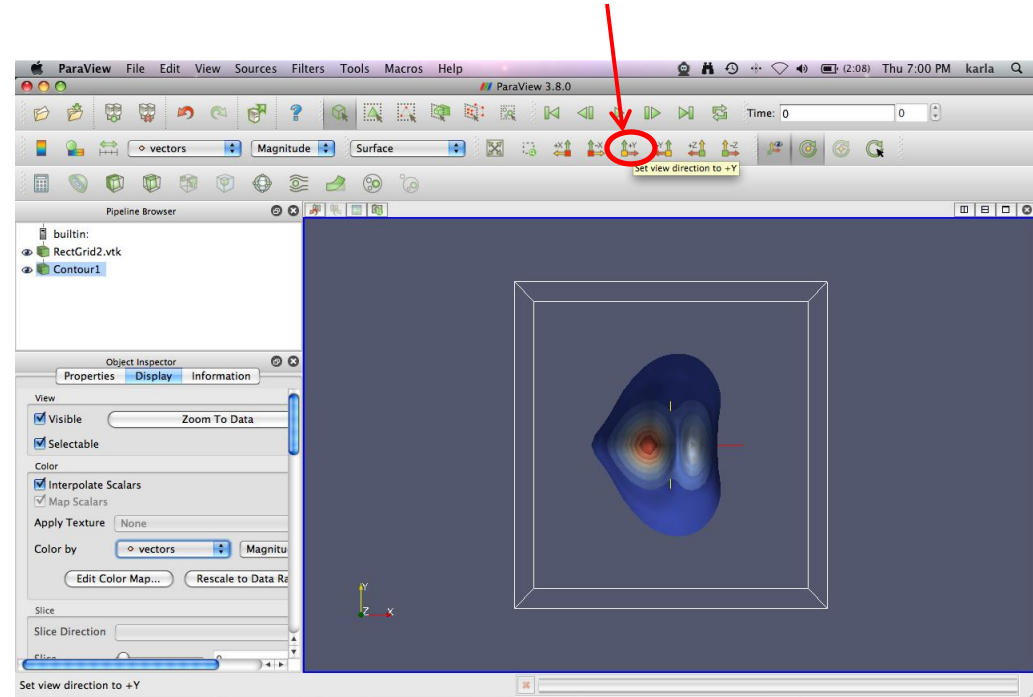 ParaView File Edit View Sources Filters Tools Macros Help (2:08) Thu 7:00 PM karla
ParaView 3.8.0
Time: 0 0
vectors Magnitude Surface +X -X +Y -Y +Z -Z
Set view direction to +Y
Pipeline Browser
builtin:
RectGrid2.vtk
Contour1
Object Inspector
Properties Display Information
View
Visible Zoom To Data
Selectable
Color
Interpolate Scalars
Map Scalars
Apply Texture None
Color by vectors Magnitu
Edit Color Map... Rescale to Data Ra
Slice
Slice Direction
Slice 0
Y
Z X
Set view direction to +Y